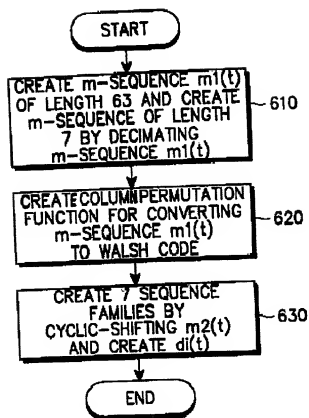 START
CREATE m-SEQUENCE m1(t)
OF LENGTH 63 AND CREATE
m-SEQUENCE OF LENGTH
7 BY DECIMATING
m-SEQUENCE m1(t)
610
CREATE COLUMN PERMUTATION
FUNCTION FOR CONVERTING
m-SEQUENCE m1(t)
TO WALSH CODE
620
CREATE 7 SEQUENCE
FAMILIES BY
CYCLIC-SHIFTING m2(t)
AND CREATE di(t)
630
END